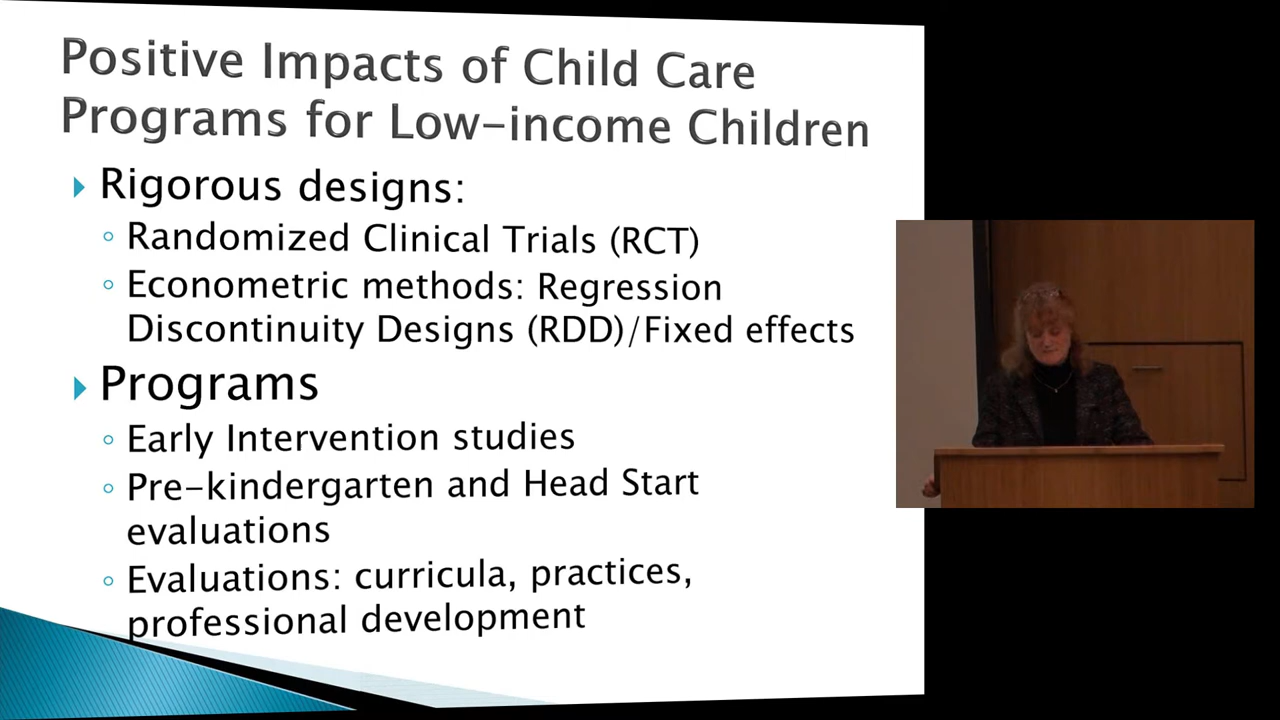 Positive Impacts of Child Care
Programs for Low-income Children
Rigorous designs:
Randomized Clinical Trials (RCT)
Econometric methods: Regression
Discontinuity Designs (RDD)/Fixed effects
Programs
Early Intervention studies
Pre-kindergarten and Head Start
evaluations
Evaluations: curricula, practices,
professional development